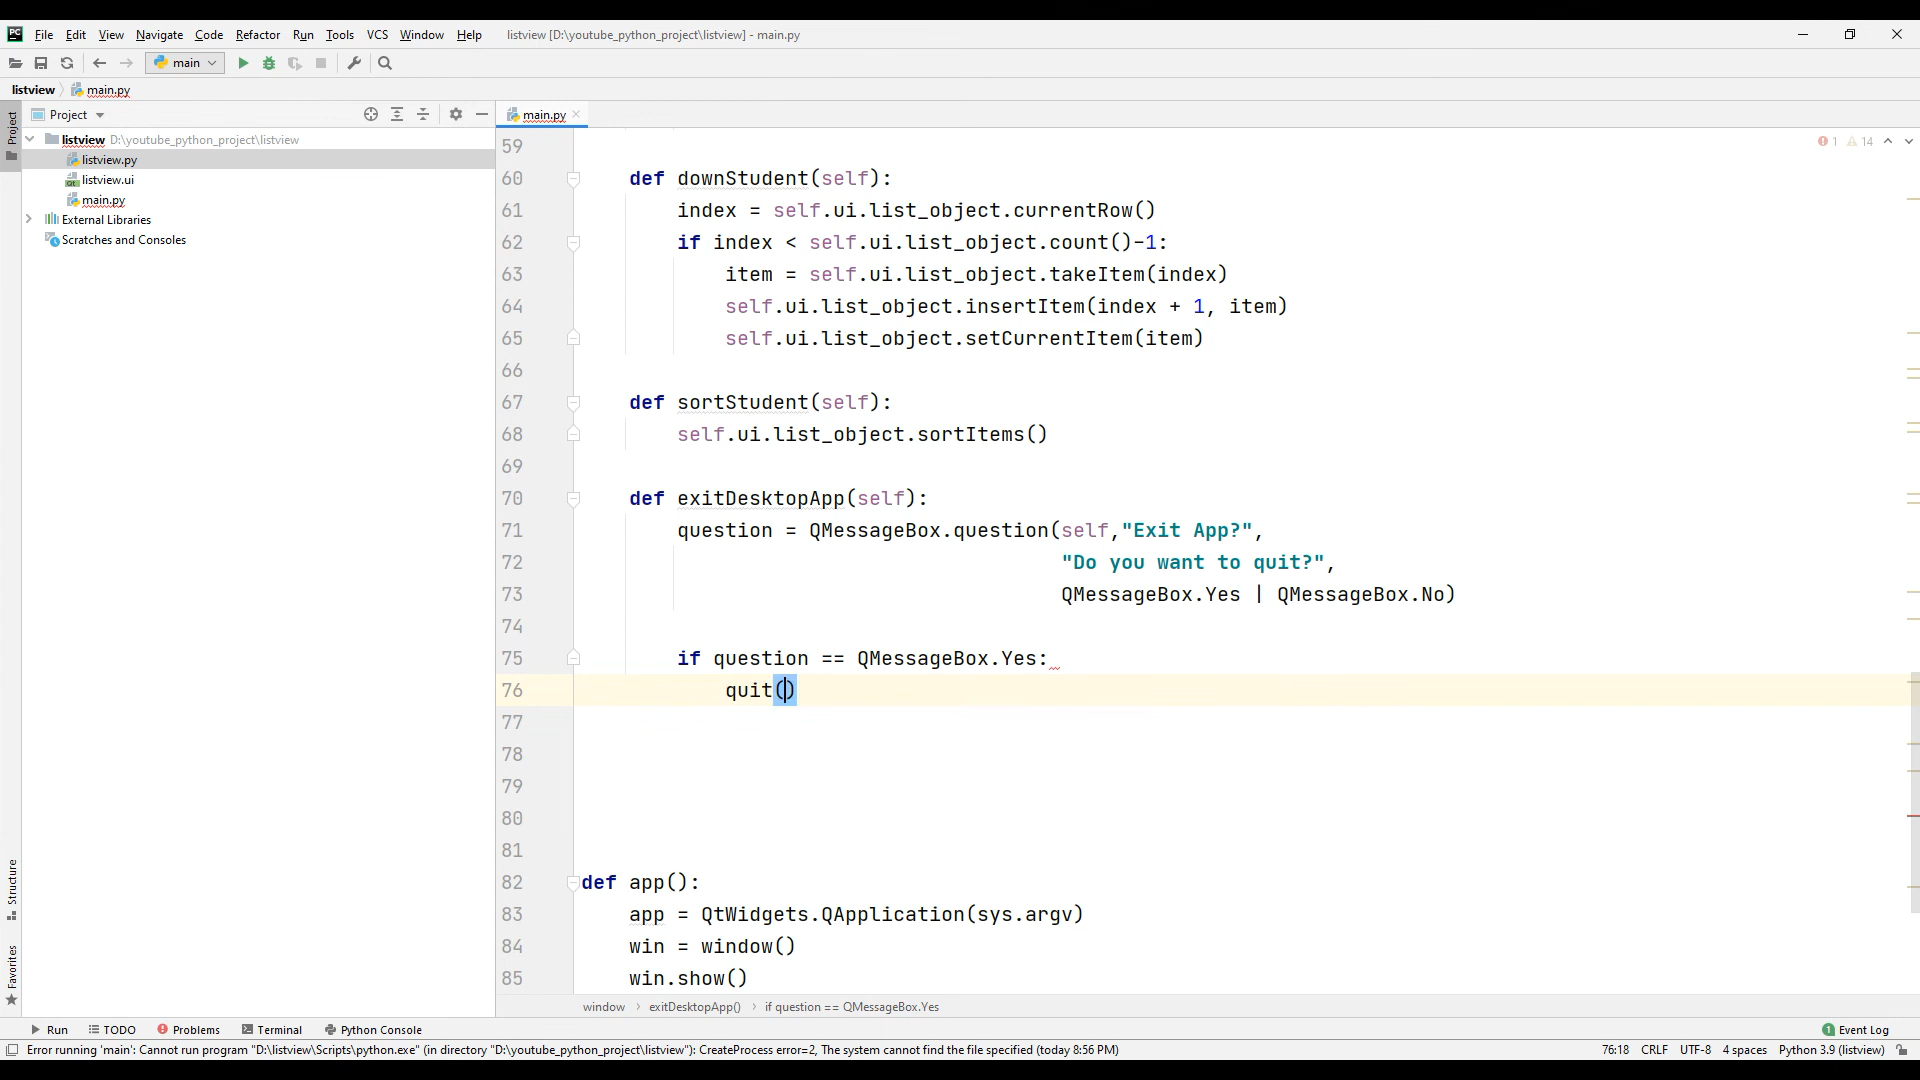 PC File Edit View Navigate Code Refactor Run Tools VCS Window Help listview [D:\youtube_python_project\listview] - main.py
main
listview main.py
Project main.py
Project
listview D:\youtube_python_project\listview
listview.py
listview.ui
main.py
External Libraries
Scratches and Consoles
1 14
59
60 def downStudent(self):
61 index = self.ui.list_object.currentRow()
62 if index < self.ui.list_object.count()-1:
63 item = self.ui.list_object.takeItem(index)
64 self.ui.list_object.insertItem(index + 1, item)
65 self.ui.list_object.setCurrentItem(item)
66
67 def sortStudent(self):
68 self.ui.list_object.sortItems()
69
70 def exitDesktopApp(self):
71 question = QMessageBox.question(self,"Exit App?",
72 "Do you want to quit?",
73 QMessageBox.Yes | QMessageBox.No)
74
75 if question == QMessageBox.Yes:
76 quit()
77
78
79
80
81
82 def app():
83 app = QtWidgets.QApplication(sys.argv)
84 win = window()
85 win.show()
Structure
Favorites
window exitDesktopApp() if question == QMessageBox.Yes
Run TODO Problems Terminal Python Console 1 Event Log
Error running 'main': Cannot run program "D:\listview\Scripts\python.exe" (in directory "D:\youtube_python_project\listview"): CreateProcess error=2, The system cannot find the file specified (today 8:56 PM) 76:18 CRLF UTF-8 4 spaces Python 3.9 (listview)